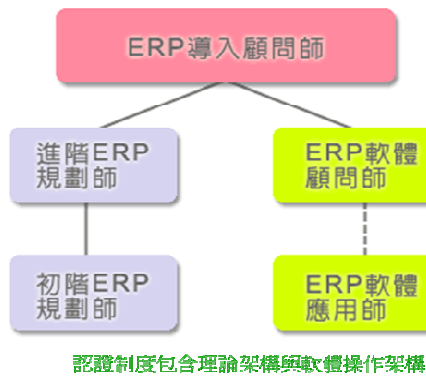 ERP導入顧問師
進階ERP
規劃師
ERP軟體
顧問師
初階ERP
規劃師
ERP軟體
應用師
認證制度包含理論架構與軟體操作架構